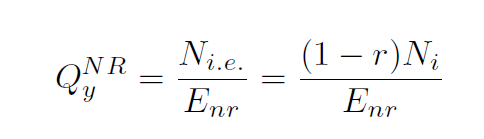 Q_y^{NR} = \frac{N_{i.e.}}{E_{nr}} = \frac{(1-r)N_i}{E_{nr}}